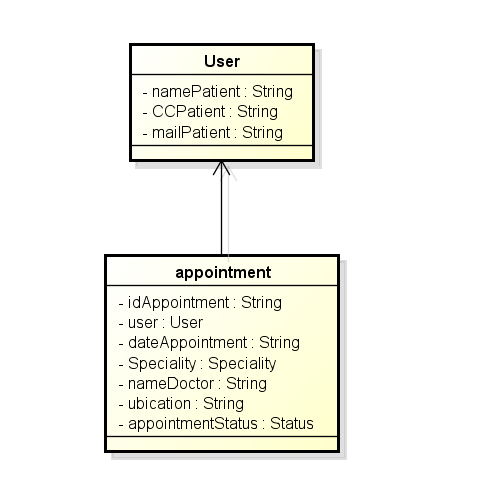 User
- namePatient : String
- CCPatient : String
- mailPatient : String
appointment
- idAppointment : String
- user : User
- dateAppointment : String
- Speciality : Speciality
- nameDoctor : String
- ubication : String
- appointmentStatus : Status